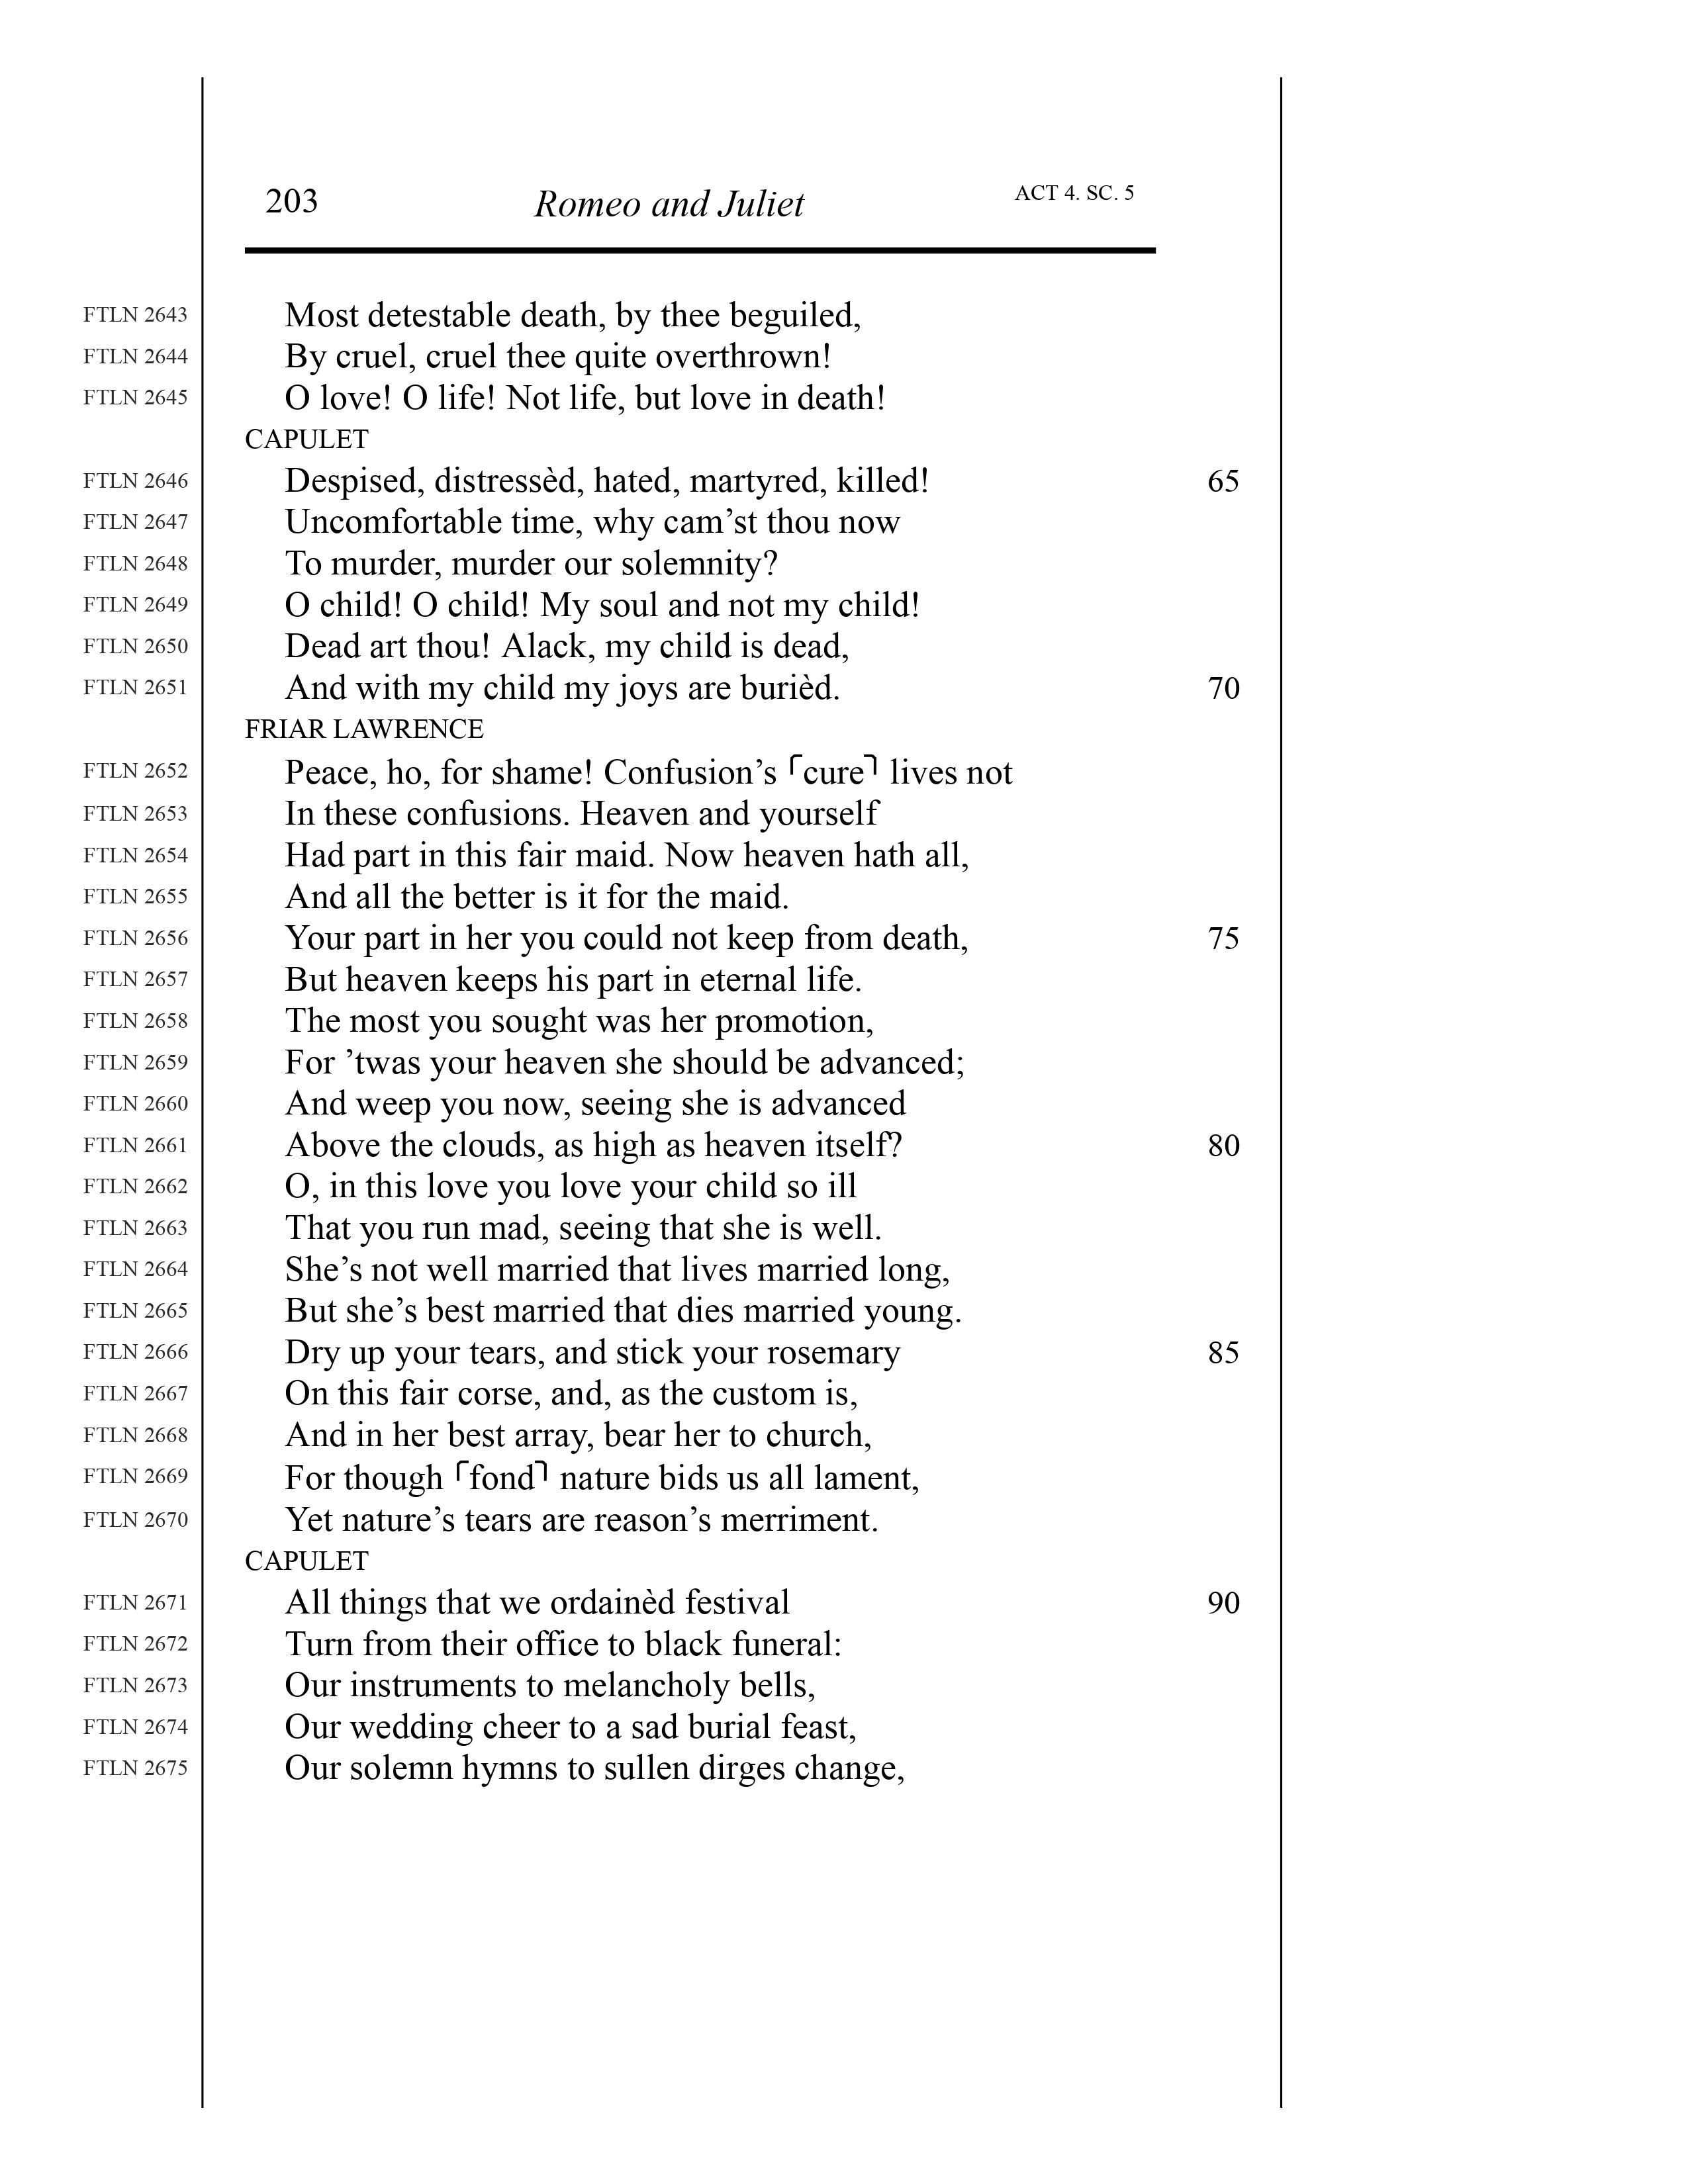 203 Romeo and Juliet ACT 4. SC. 5
FTLN 2643 Most detestable death, by thee beguiled,
FTLN 2644 By cruel, cruel thee quite overthrown!
FTLN 2645 O love! O life! Not life, but love in death!
CAPULET
FTLN 2646 Despised, distressèd, hated, martyred, killed! 65
FTLN 2647 Uncomfortable time, why cam’st thou now
FTLN 2648 To murder, murder our solemnity?
FTLN 2649 O child! O child! My soul and not my child!
FTLN 2650 Dead art thou! Alack, my child is dead,
FTLN 2651 And with my child my joys are burièd. 70
FRIAR LAWRENCE
FTLN 2652 Peace, ho, for shame! Confusion’s ⌜cure⌝ lives not
FTLN 2653 In these confusions. Heaven and yourself
FTLN 2654 Had part in this fair maid. Now heaven hath all,
FTLN 2655 And all the better is it for the maid.
FTLN 2656 Your part in her you could not keep from death, 75
FTLN 2657 But heaven keeps his part in eternal life.
FTLN 2658 The most you sought was her promotion,
FTLN 2659 For ’twas your heaven she should be advanced;
FTLN 2660 And weep you now, seeing she is advanced
FTLN 2661 Above the clouds, as high as heaven itself? 80
FTLN 2662 O, in this love you love your child so ill
FTLN 2663 That you run mad, seeing that she is well.
FTLN 2664 She’s not well married that lives married long,
FTLN 2665 But she’s best married that dies married young.
FTLN 2666 Dry up your tears, and stick your rosemary 85
FTLN 2667 On this fair corse, and, as the custom is,
FTLN 2668 And in her best array, bear her to church,
FTLN 2669 For though ⌜fond⌝ nature bids us all lament,
FTLN 2670 Yet nature’s tears are reason’s merriment.
CAPULET
FTLN 2671 All things that we ordainèd festival 90
FTLN 2672 Turn from their office to black funeral:
FTLN 2673 Our instruments to melancholy bells,
FTLN 2674 Our wedding cheer to a sad burial feast,
FTLN 2675 Our solemn hymns to sullen dirges change,